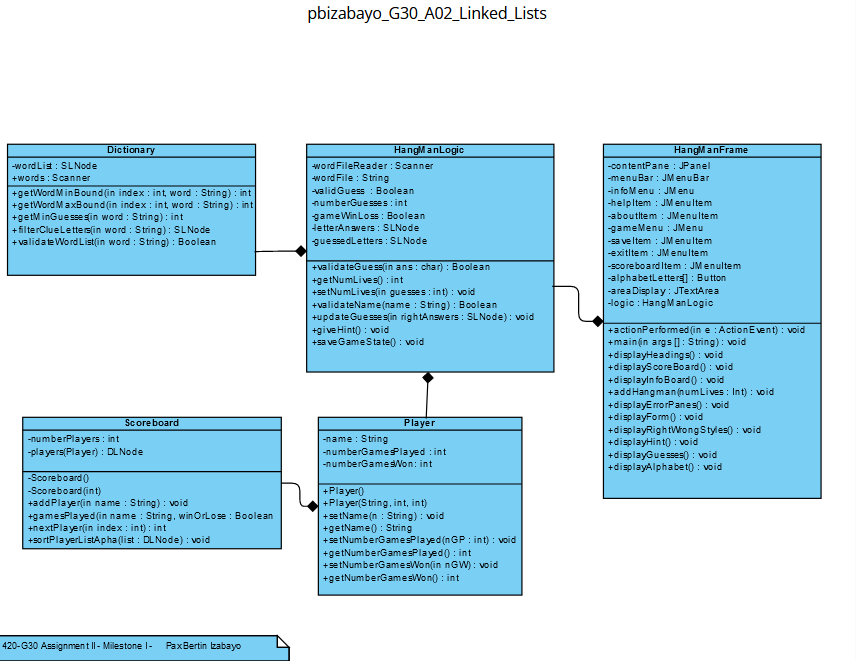 pbizabayo_G30_A02_Linked_Lists
Dictionary
-wordList : SLNode
+words : Scanner
+getWordMinBound(in index : int, word : String) : int
+getWordMaxBound(in index : int, word : String) : int
+getMinGuesses(in word : String) : int
+filterClueLetters(in word : String) : SLNode
+validateWordList(in word : String) : Boolean
HangManLogic
-wordFileReader : Scanner
-wordFile : String
-validGuess : Boolean
-numberGuesses : int
-gameWinLoss : Boolean
-letterAnswers : SLNode
-guessedLetters : SLNode
+validateGuess(in ans : char) : Boolean
+getNumLives() : int
+setNumLives(in guesses : int) : void
+validateName(name : String) : Boolean
+updateGuesses(in rightAnswers : SLNode) : void
+giveHint() : void
+saveGameState() : void
HangManFrame
-contentPane : JPanel
-menuBar : JMenuBar
-infoMenu : JMenu
-helpItem : JMenuItem
-aboutItem : JMenuItem
-gameMenu : JMenu
-saveItem : JMenuItem
-exitItem : JMenuItem
-scoreboardItem : JMenuItem
-alphabetLetters[] : Button
-areaDisplay : JTextArea
-logic : HangManLogic
+actionPerformed(in e : ActionEvent) : void
+main(in args [] : String) : void
+displayHeadings() : void
+displayScoreBoard() : void
+displayInfoBoard() : void
+addHangman(numLives : Int) : void
+displayErrorPanes() : void
+displayForm() : void
+displayRightWrongStyles() : void
+displayHint() : void
+displayGuesses() : void
+displayAlphabet() : void
Scoreboard
-numberPlayers : int
-players(Player) : DLNode
-Scoreboard()
-Scoreboard(int)
+addPlayer(in name : String) : void
+gamesPlayed(in name : String, winOrLose : Boolean
+nextPlayer(in index : int) : int
+sortPlayerListApha(list : DLNode) : void
Player
-name : String
-numberGamesPlayed : int
-numberGamesWon: int
+Player()
+Player(String, int, int)
+setName(n : String) : void
+getName() : String
+setNumberGamesPlayed(nGP : int) : void
+getNumberGamesPlayed() : int
+setNumberGamesWon(in nGW) : void
+getNumberGamesWon() : int
420-G30 Assignment II - Milestone I - Pax Bertin Izabayo